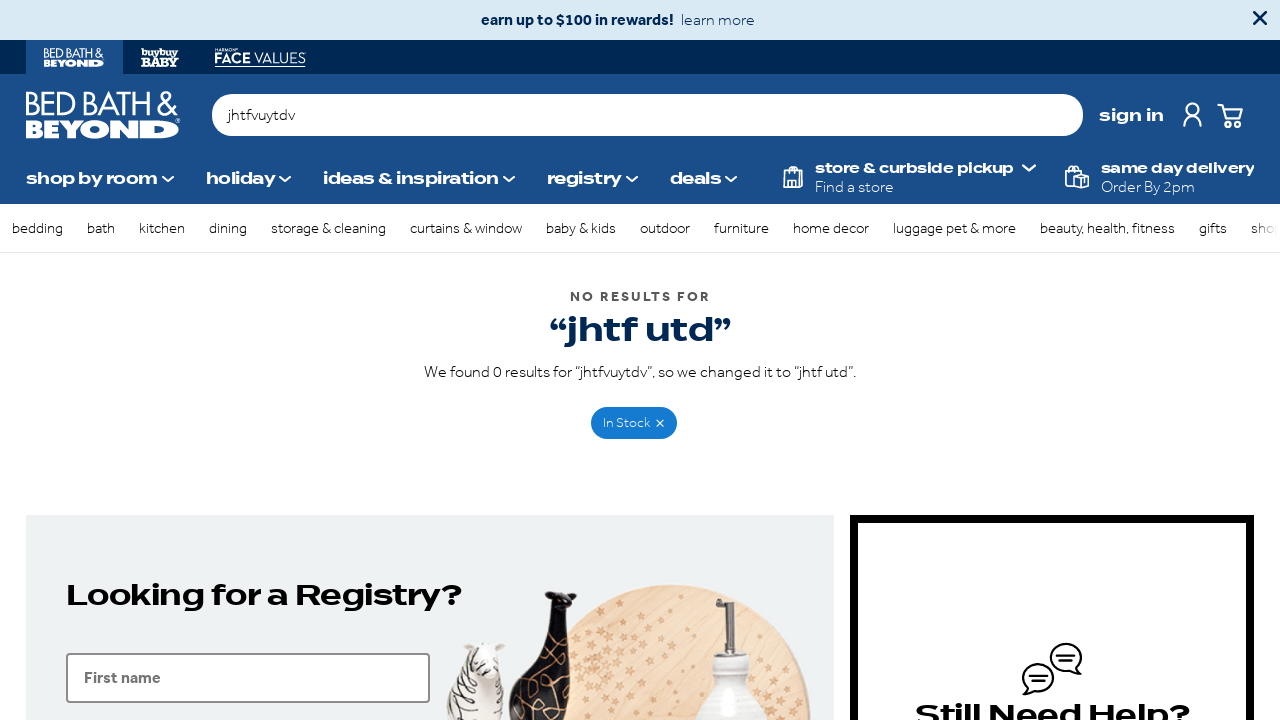 earn up to $100 in rewards! learn more
BED BATH & BEYOND
buybuy BABY
HARMON FACE VALUES
BED BATH & BEYOND
jhtfvuytdv
sign in
shop by room
holiday
ideas & inspiration
registry
deals
store & curbside pickup
Find a store
same day delivery
Order By 2pm
bedding bath kitchen dining storage & cleaning curtains & window baby & kids outdoor furniture home decor luggage pet & more beauty, health, fitness gifts shop
NO RESULTS FOR
“jhtf utd”
We found 0 results for “jhtfvuytdv”, so we changed it to “jhtf utd”.
In Stock ×
Looking for a Registry?
First name
Still Need Help?